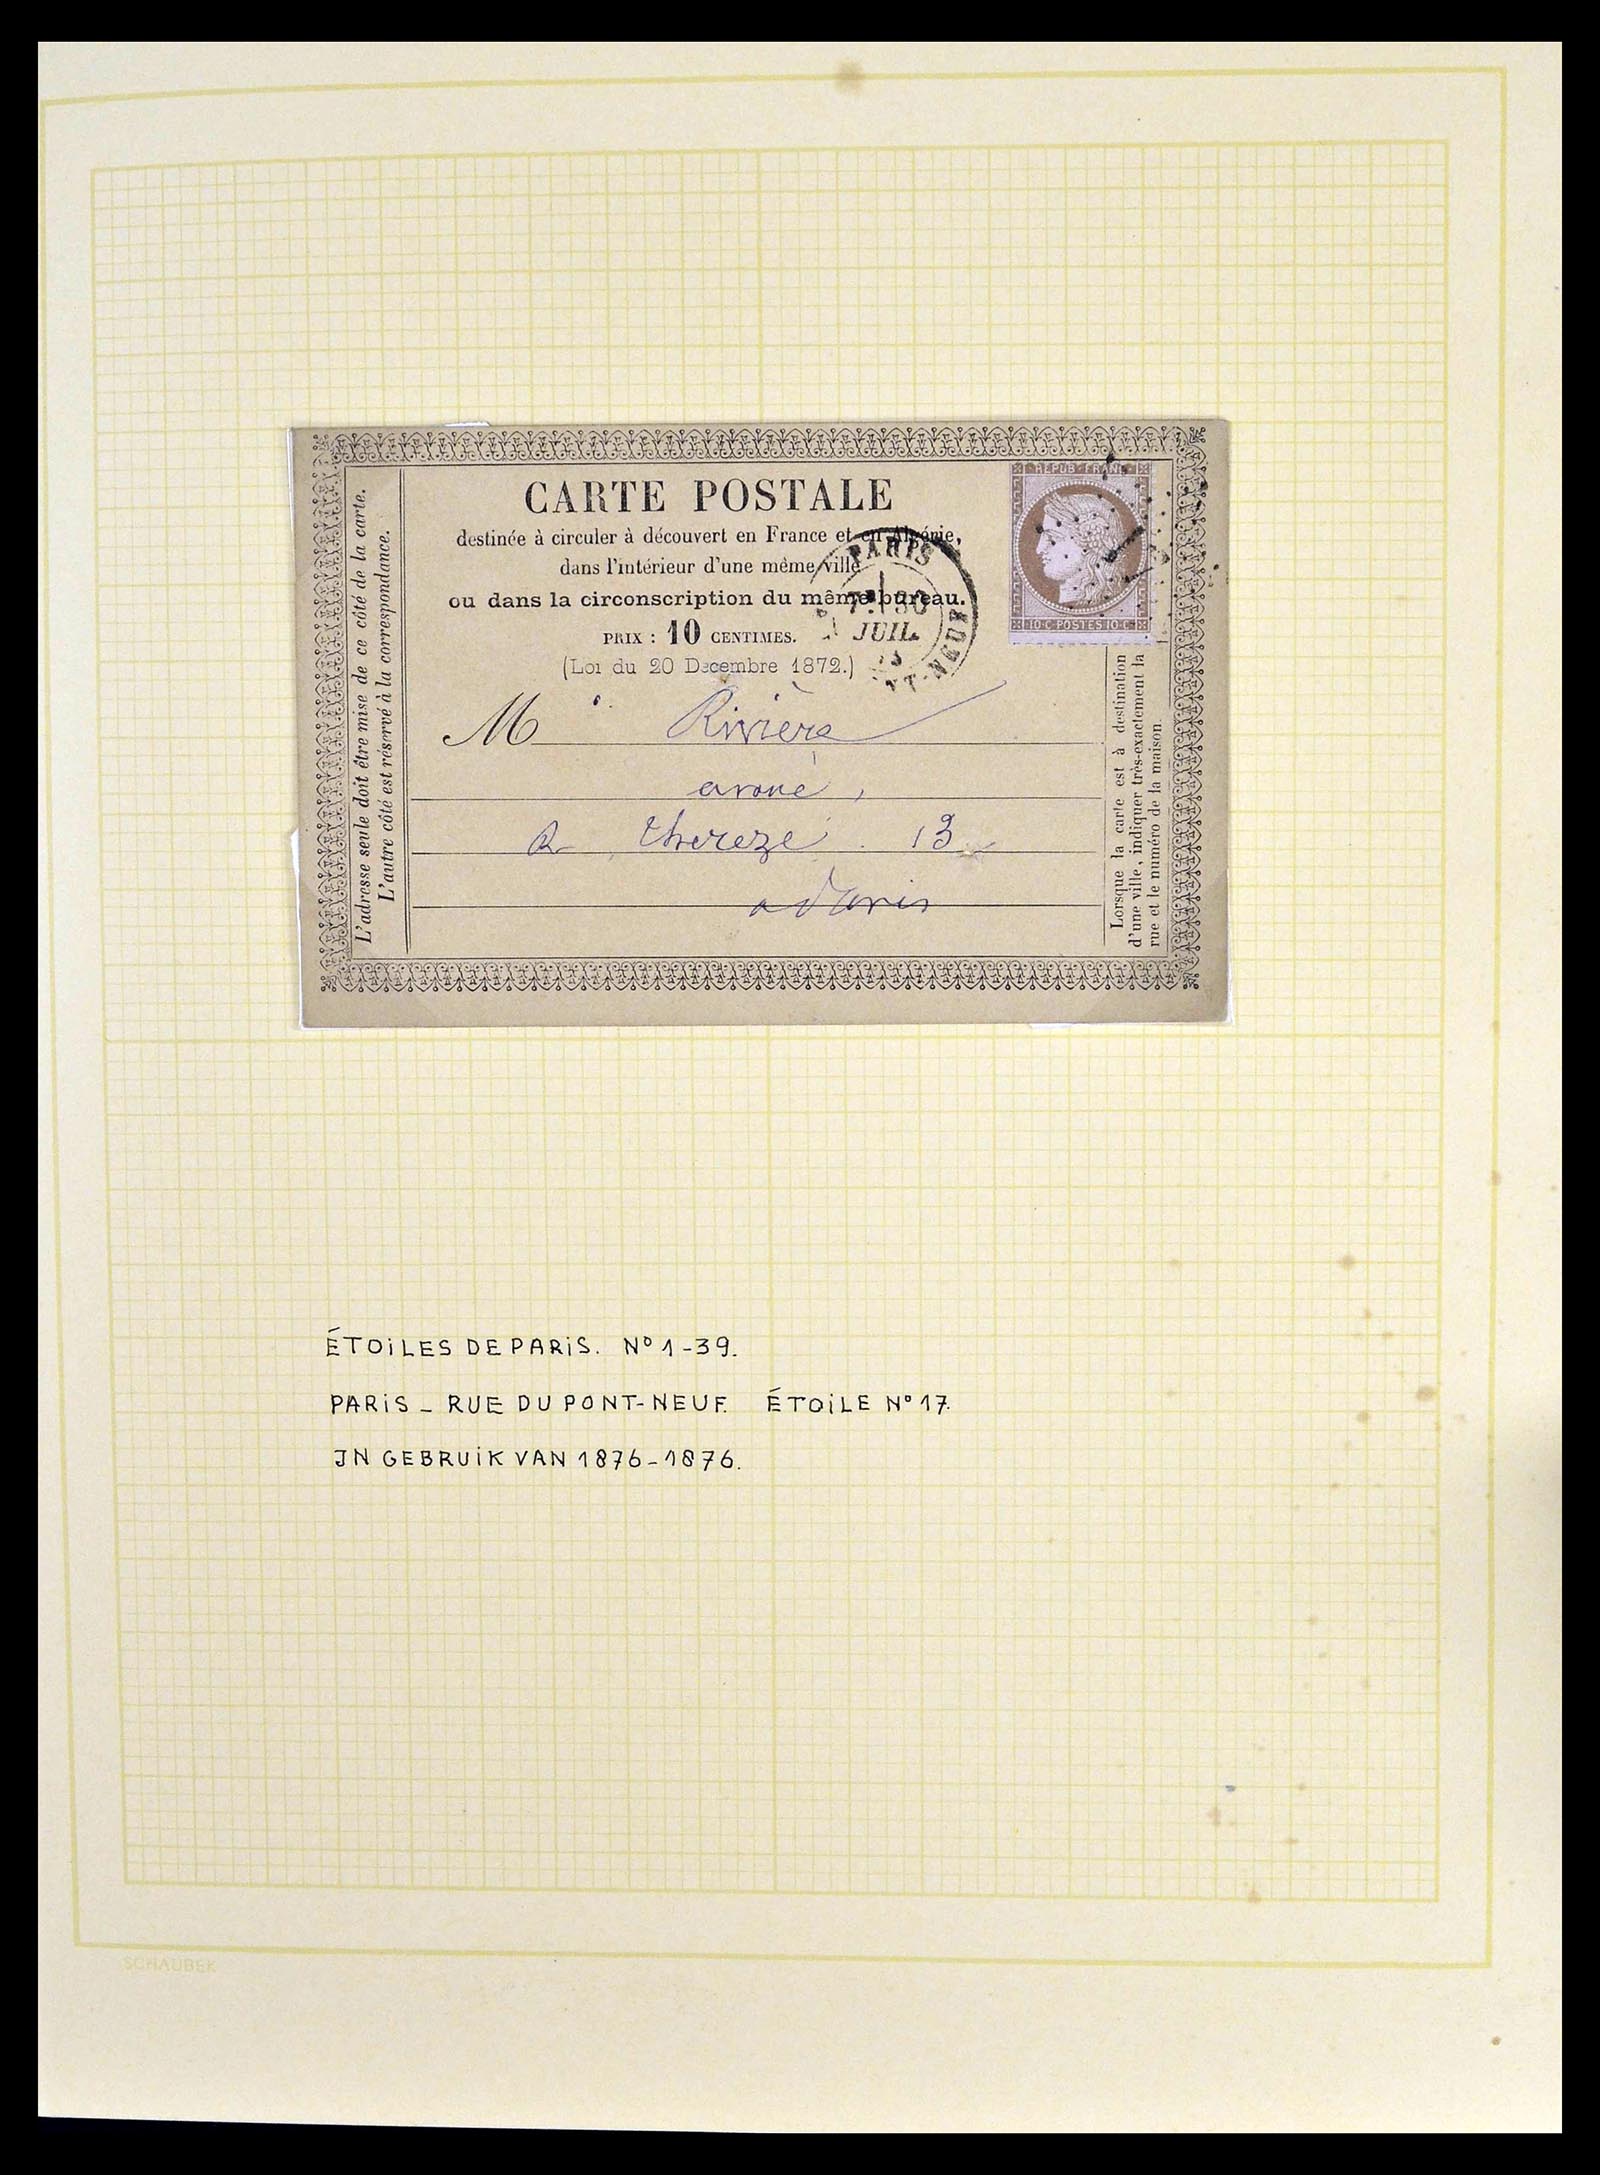 CARTE POSTALE
destinée à circuler à découvert en France et en Algérie,
dans l'intérieur d'une même ville
ou dans la circonscription du même bureau.
PRIX : 10 CENTIMES.
(Loi du 20 Decembre 1872.)
L'adresse seule doit être mise de ce côté de la carte.
L'autre côté est réservé à la correspondance.
REPUB·FRANC
10·C·POSTES·10·C
PARIS
JUIL.
PT-NEUF
M Rivière
avoué,
R Thereze 13
a Paris
Lorsque la carte est à destination
d'une ville, indiquer très-exactement la
rue et le numéro de la maison.
ÉTOILES DE PARIS. Nº 1-39.
PARIS - RUE DU PONT-NEUF. ÉTOILE Nº 17.
IN GEBRUIK VAN 1876-1876.
SCHAUBEK